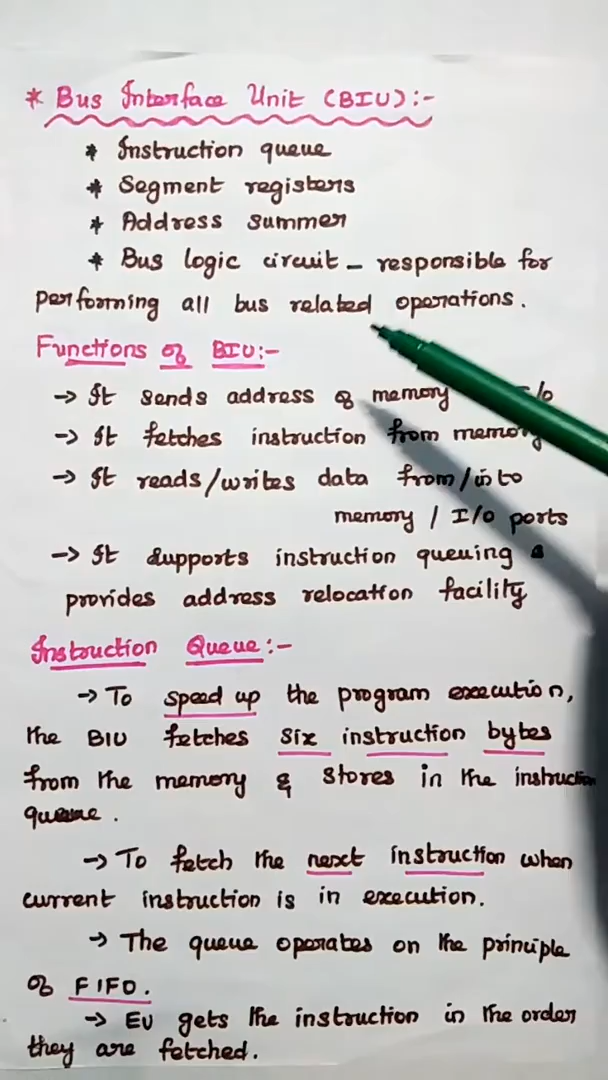 * Bus Interface Unit (BIU):-
* Instruction queue
* Segment registers
* Address summer
* Bus logic circuit - responsible for
performing all bus related operations.
Functions of BIU:-
→ It sends address of memory /o
→ It fetches instruction from memory
→ It reads/writes data from/into
memory / I/o ports
→ It supports instruction queuing &
provides address relocation facility
Instruction Queue:-
→ To speed up the program execution,
the BIU fetches six instruction bytes
from the memory & stores in the instruction
queue.
→ To fetch the next instruction when
current instruction is in execution.
→ The queue operates on the principle
of FIFO.
→ EU gets the instruction in the order
they are fetched.